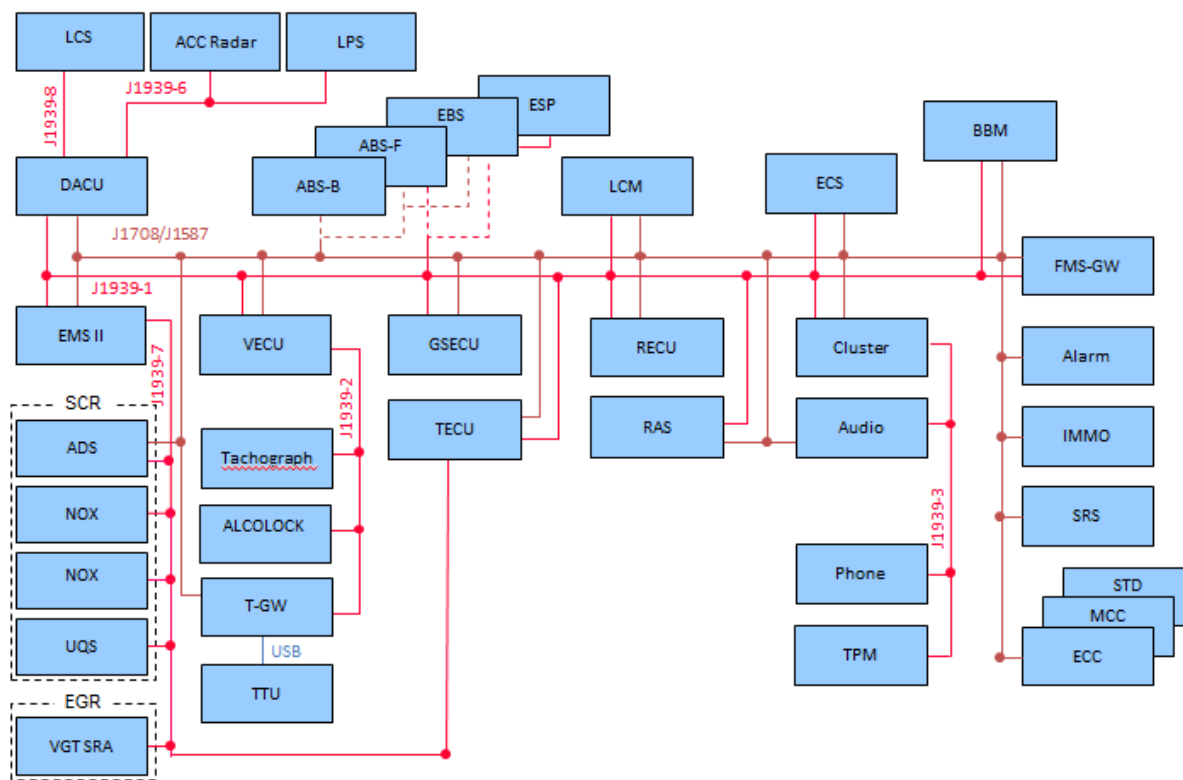 LCS
ACC Radar
LPS
J1939-8
J1939-6
ESP
EBS
ABS-F
ABS-B
BBM
DACU
LCM
ECS
J1708/J1587
J1939-1
FMS-GW
EMS II
VECU
GSECU
RECU
Cluster
Alarm
J1939-7
J1939-2
SCR
ADS
Tachograph
TECU
RAS
Audio
IMMO
NOX
ALCOLOCK
J1939-3
SRS
NOX
T-GW
Phone
STD
MCC
ECC
UQS
USB
TTU
TPM
EGR
VGT SRA